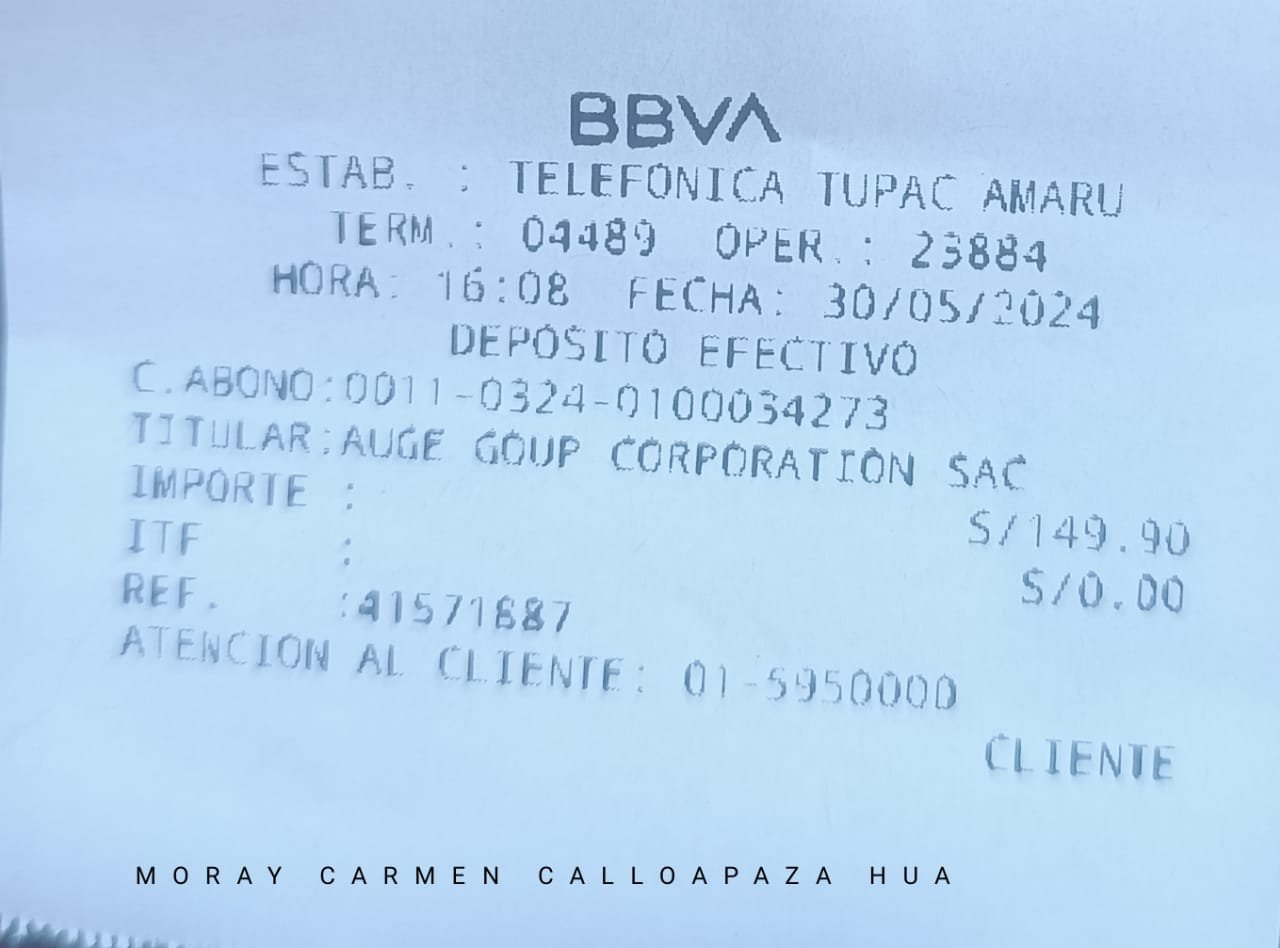 BBVA
ESTAB. : TELEFONICA TUPAC AMARU
TERM.: 04489 OPER.: 23884
HORA: 16:08 FECHA: 30/05/2024
DEPOSITO EFECTIVO
C.ABONO:0011-0324-0100034273
TITULAR:AUGE GOUP CORPORATION SAC
IMPORTE : S/149.90
ITF : S/0.00
REF. :41571687
ATENCION AL CLIENTE: 01-5950000
CLIENTE
MORAY CARMEN CALLOAPAZA HUA